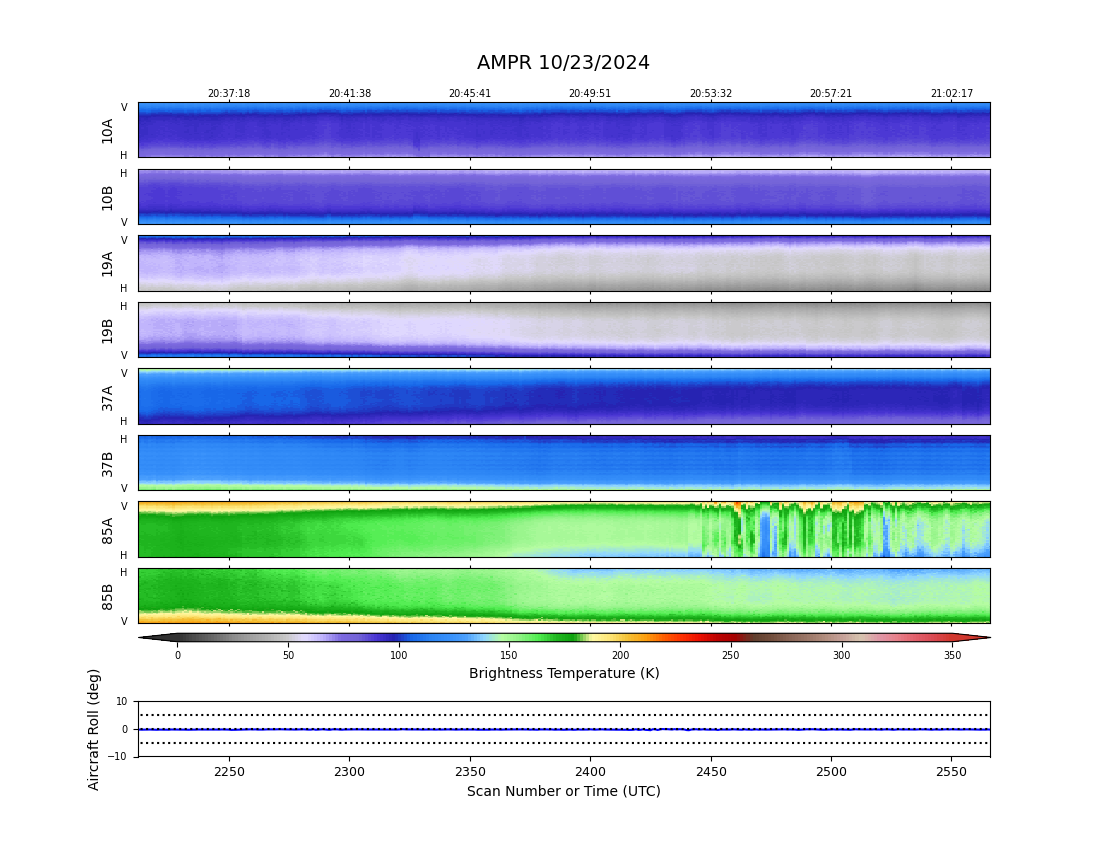 AMPR 10/23/2024
20:37:18 20:41:38 20:45:41 20:49:51 20:53:32 20:57:21 21:02:17
V
10A
H
H
10B
V
V
19A
H
H
19B
V
V
37A
H
H
37B
V
V
85A
H
H
85B
V
0 50 100 150 200 250 300 350
Brightness Temperature (K)
Aircraft Roll (deg)
10
0
−10
2250 2300 2350 2400 2450 2500 2550
Scan Number or Time (UTC)